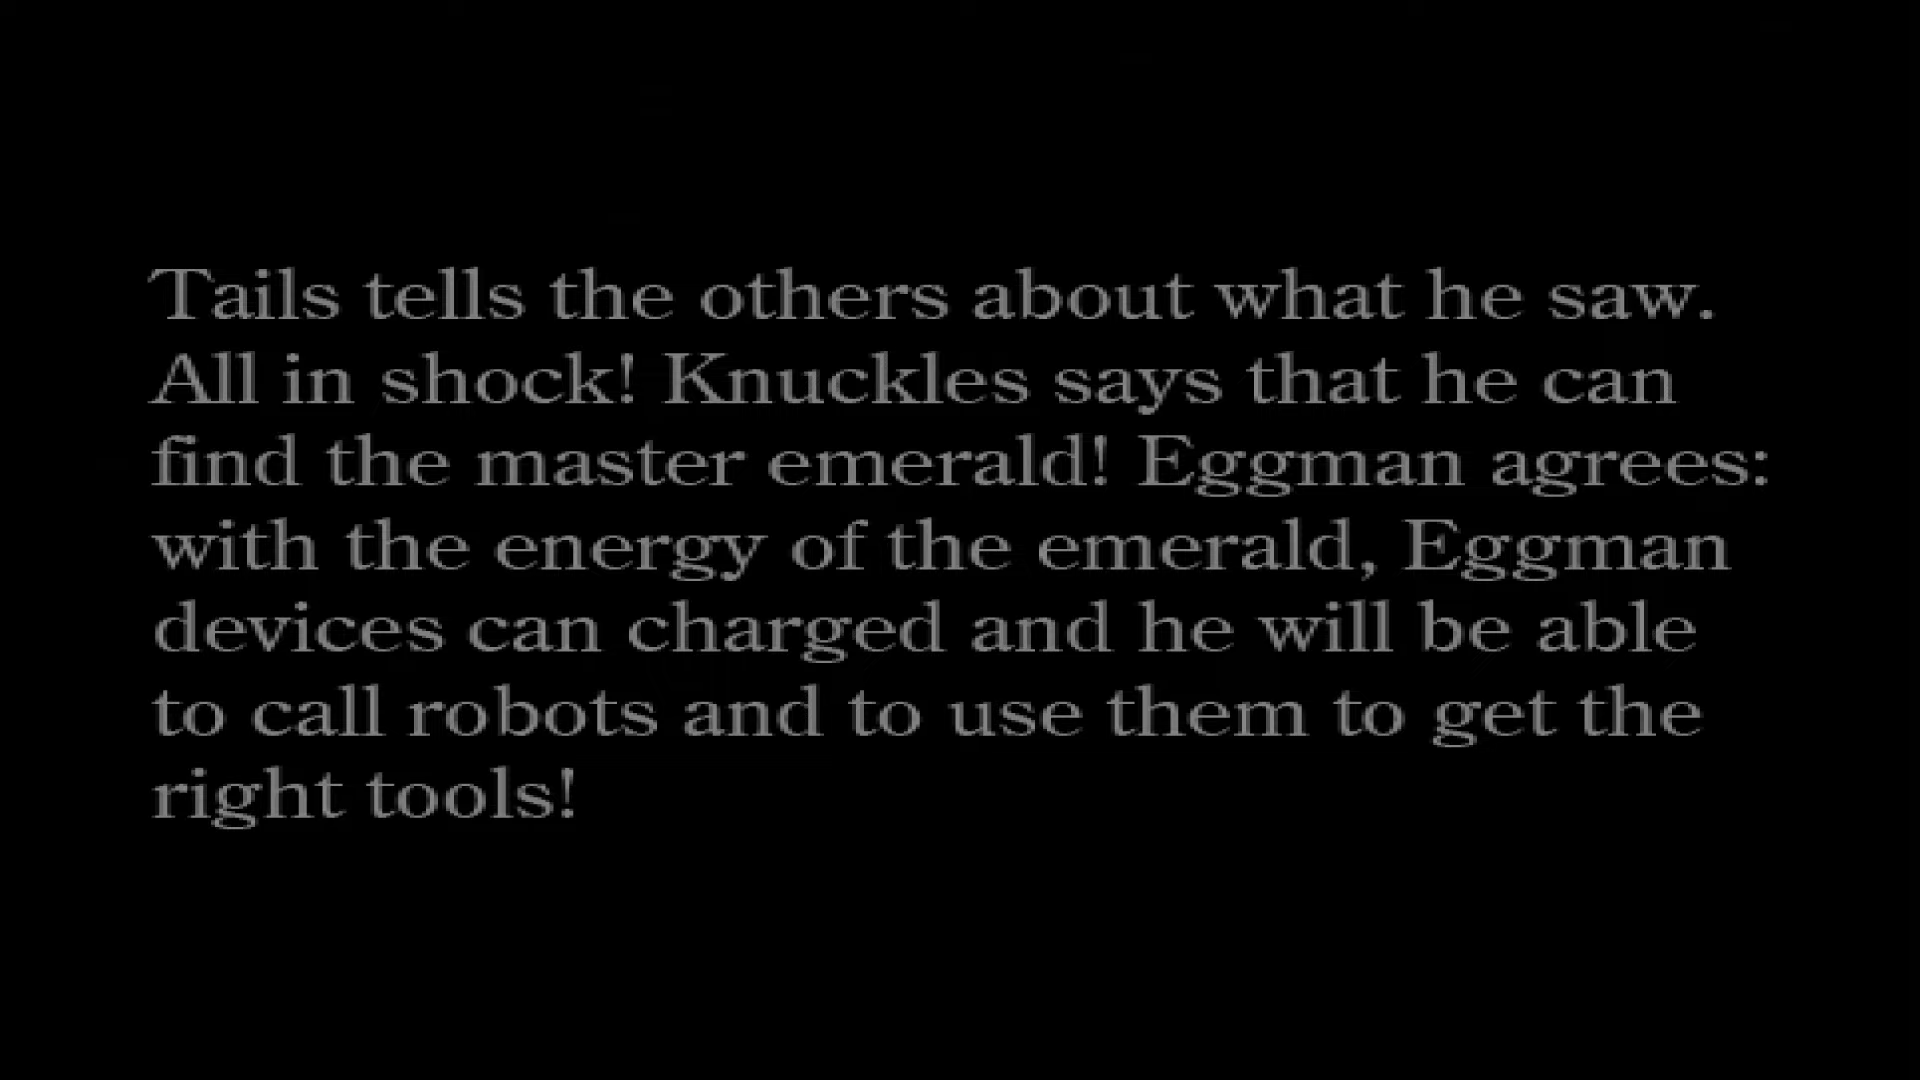 Tails tells the others about what he saw.
All in shock! Knuckles says that he can
find the master emerald! Eggman agrees:
with the energy of the emerald, Eggman
devices can charged and he will be able
to call robots and to use them to get the
right tools!